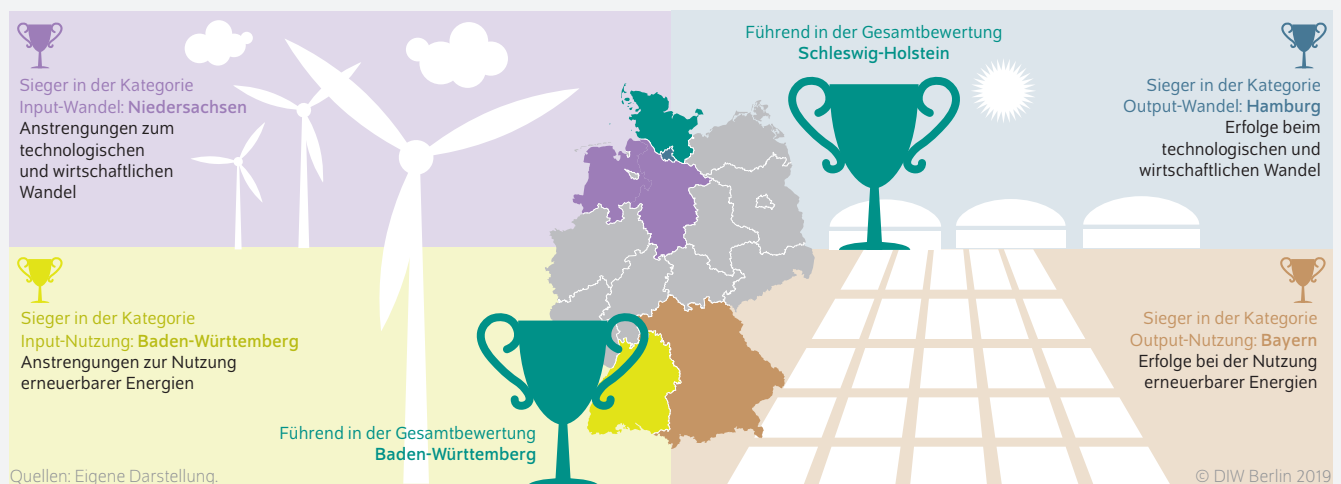 Sieger in der Kategorie
Input-Wandel: Niedersachsen
Anstrengungen zum
technologischen
und wirtschaftlichen
Wandel
Führend in der Gesamtbewertung
Schleswig-Holstein
Sieger in der Kategorie
Output-Wandel: Hamburg
Erfolge beim
technologischen und
wirtschaftlichen Wandel
Sieger in der Kategorie
Input-Nutzung: Baden-Württemberg
Anstrengungen zur Nutzung
erneuerbarer Energien
Führend in der Gesamtbewertung
Baden-Württemberg
Sieger in der Kategorie
Output-Nutzung: Bayern
Erfolge bei der Nutzung
erneuerbarer Energien
Quellen: Eigene Darstellung.
© DIW Berlin 2019